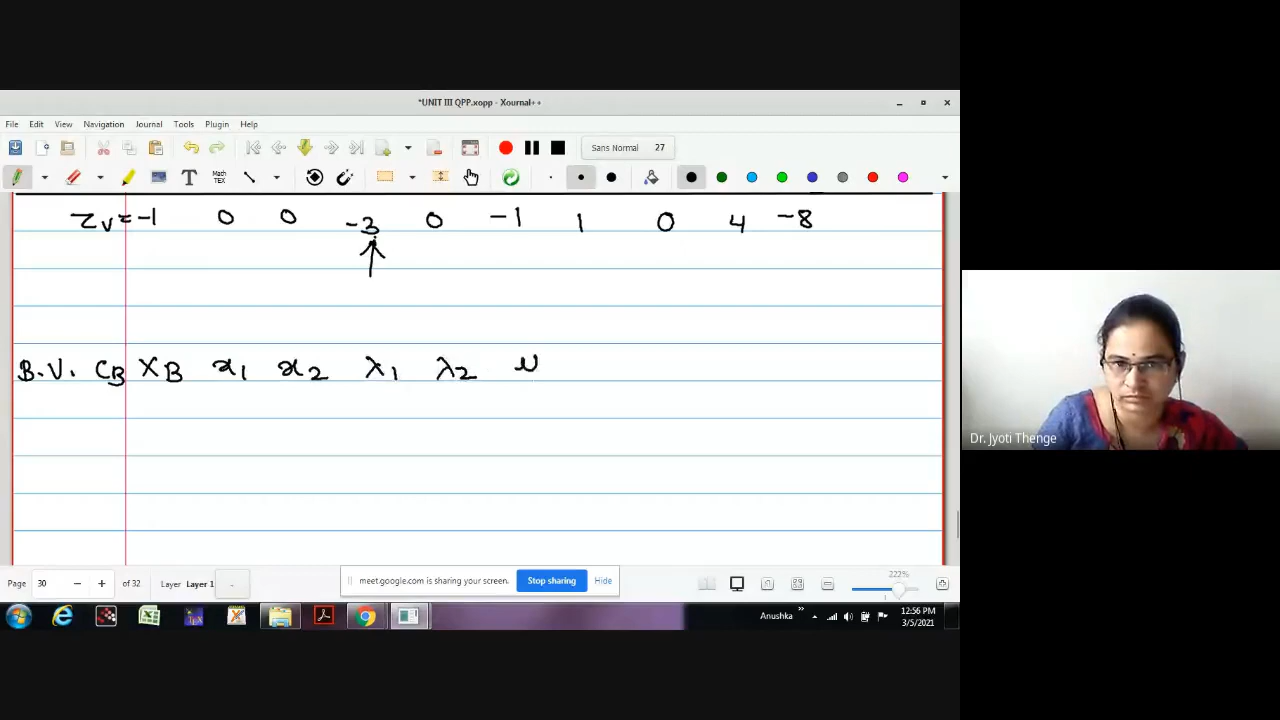 *UNIT III QPP.xopp - Xournal++
File Edit View Navigation Journal Tools Plugin Help
Sans Normal 27
T Math TEX
Zv = -1 0 0 -3 0 -1 1 0 4 -8
B.V. CB XB x1 x2 λ1 λ2
Dr. Jyoti Thenge
Page 30 of 32 Layer Layer 1
meet.google.com is sharing your screen. Stop sharing Hide
222%
Anushka
12:56 PM
3/5/2021